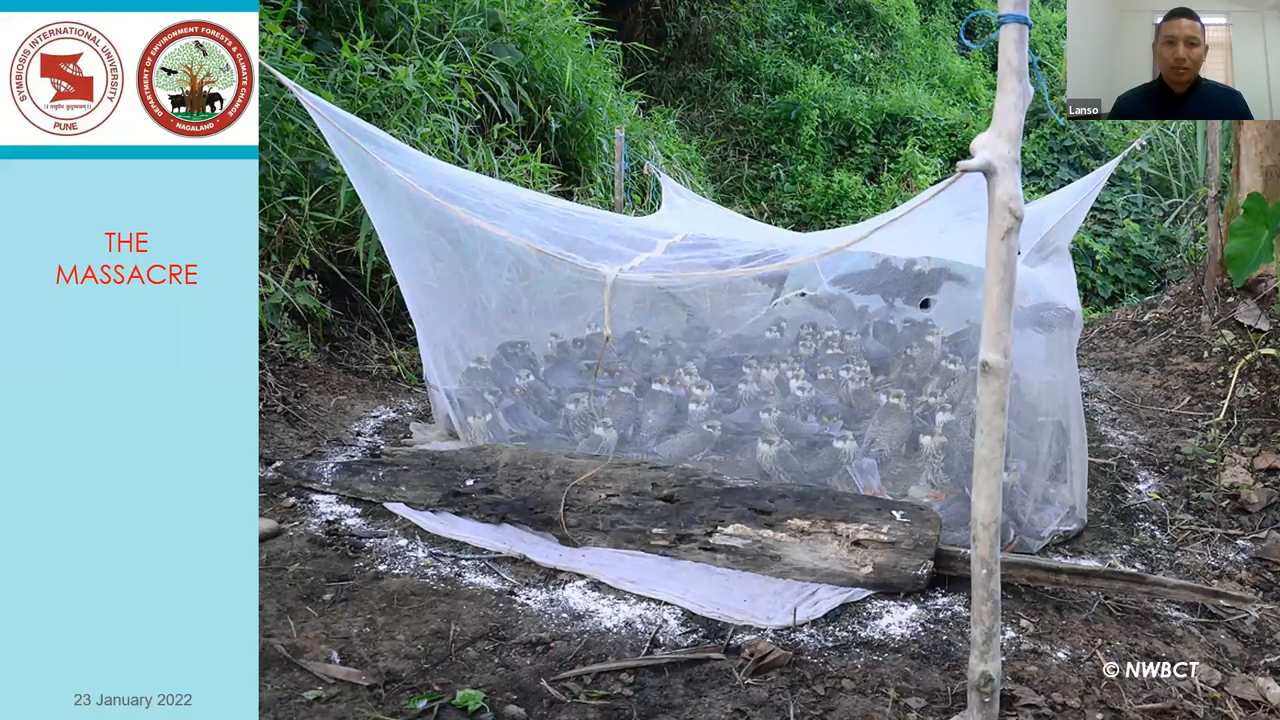 SYMBIOSIS INTERNATIONAL UNIVERSITY
PUNE
DEPARTMENT OF ENVIRONMENT FORESTS & CLIMATE CHANGE
NAGALAND
THE
MASSACRE
23 January 2022
Lanso
© NWBCT